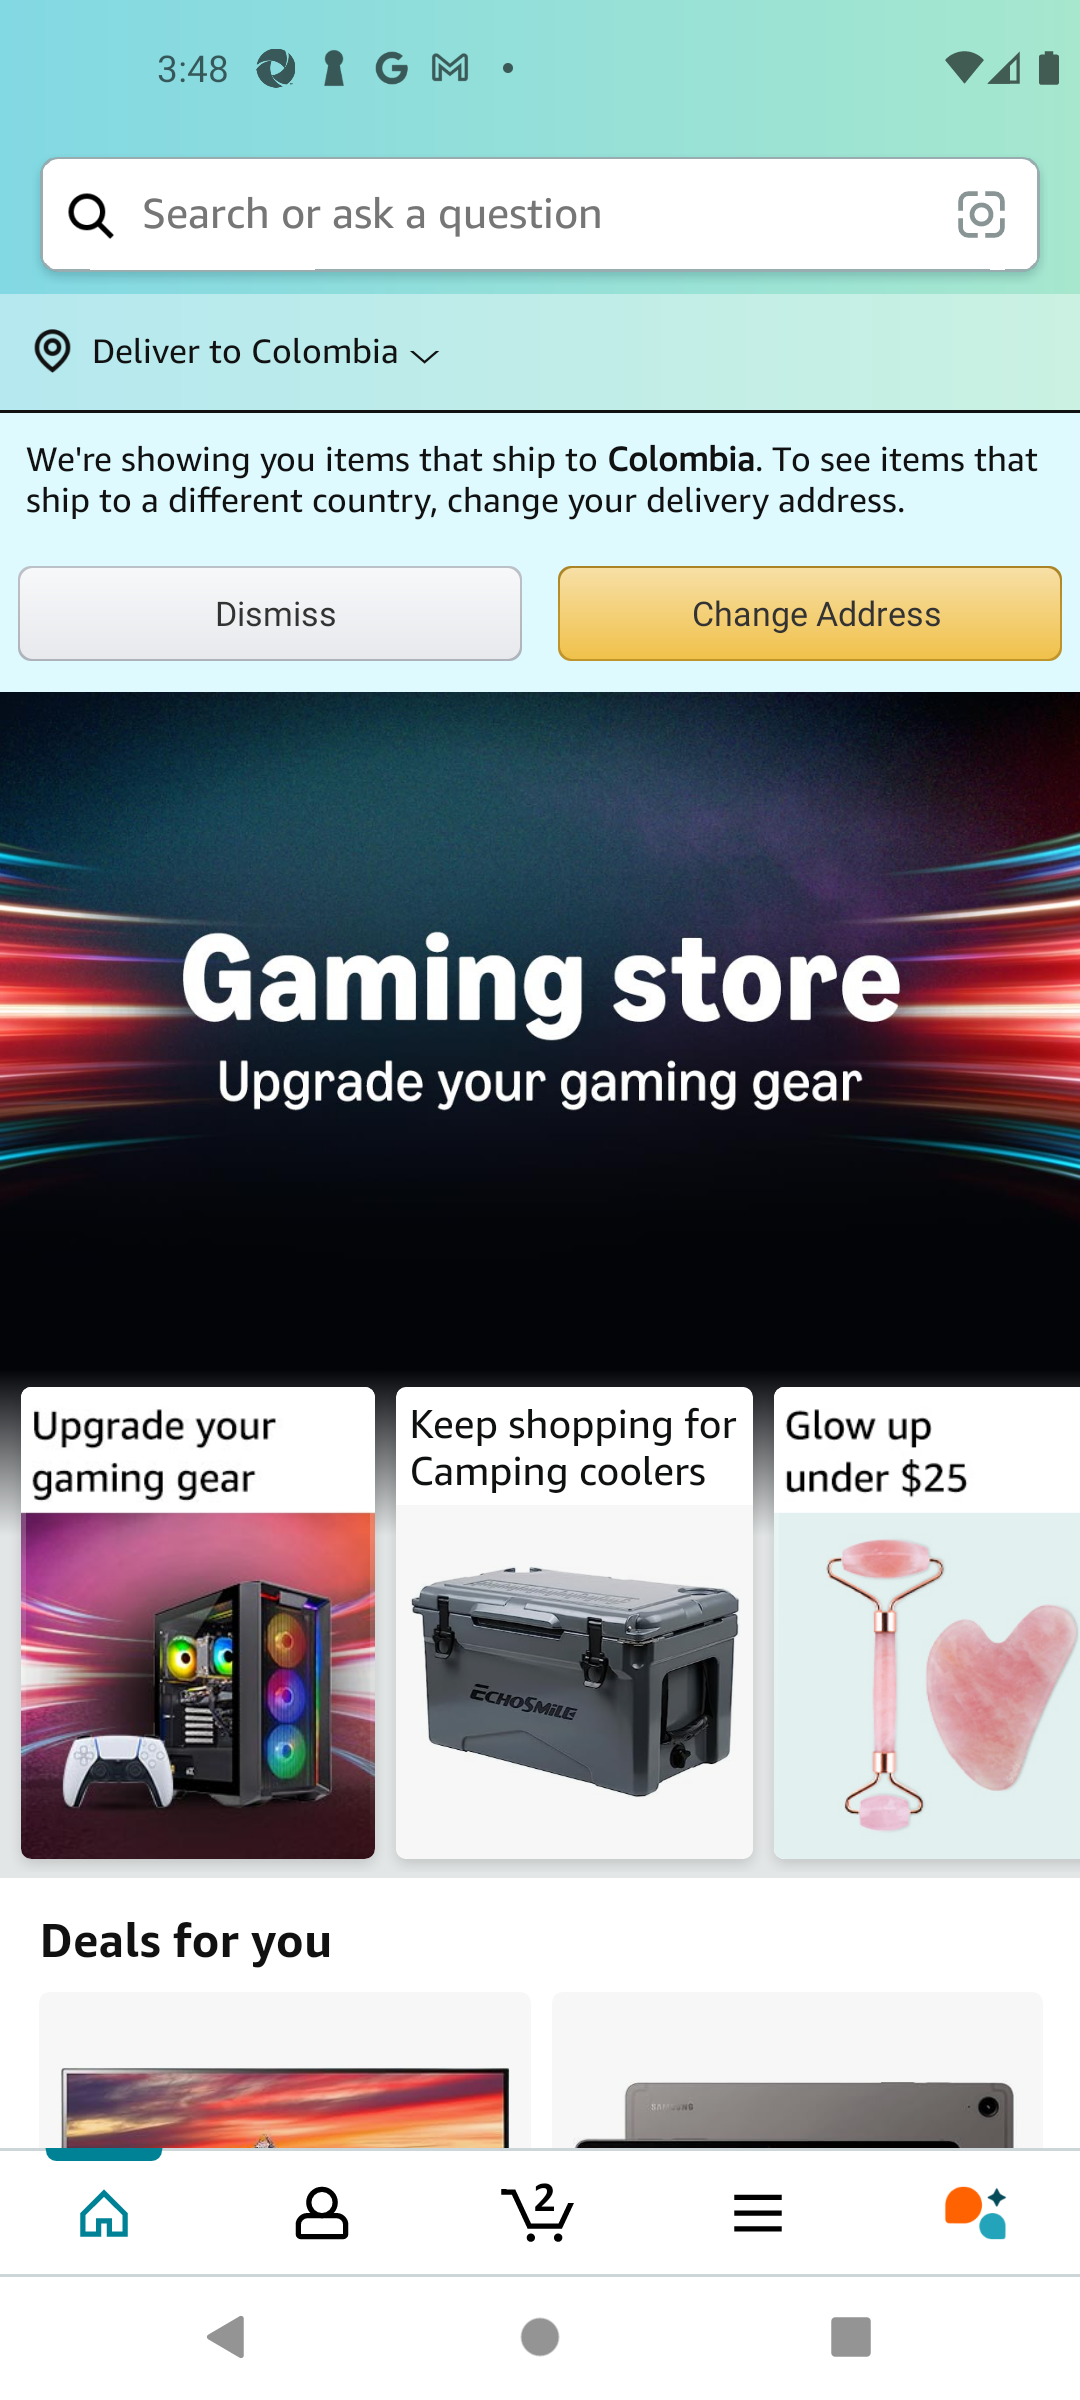 3:48
Search or ask a question
Deliver to Colombia
We're showing you items that ship to Colombia. To see items that
ship to a different country, change your delivery address.
Dismiss
Change Address
Gaming store
Upgrade your gaming gear
Upgrade your
gaming gear
Keep shopping for
Camping coolers
Glow up
under $25
ECHOSMILE
Deals for you
SAMSUNG
2